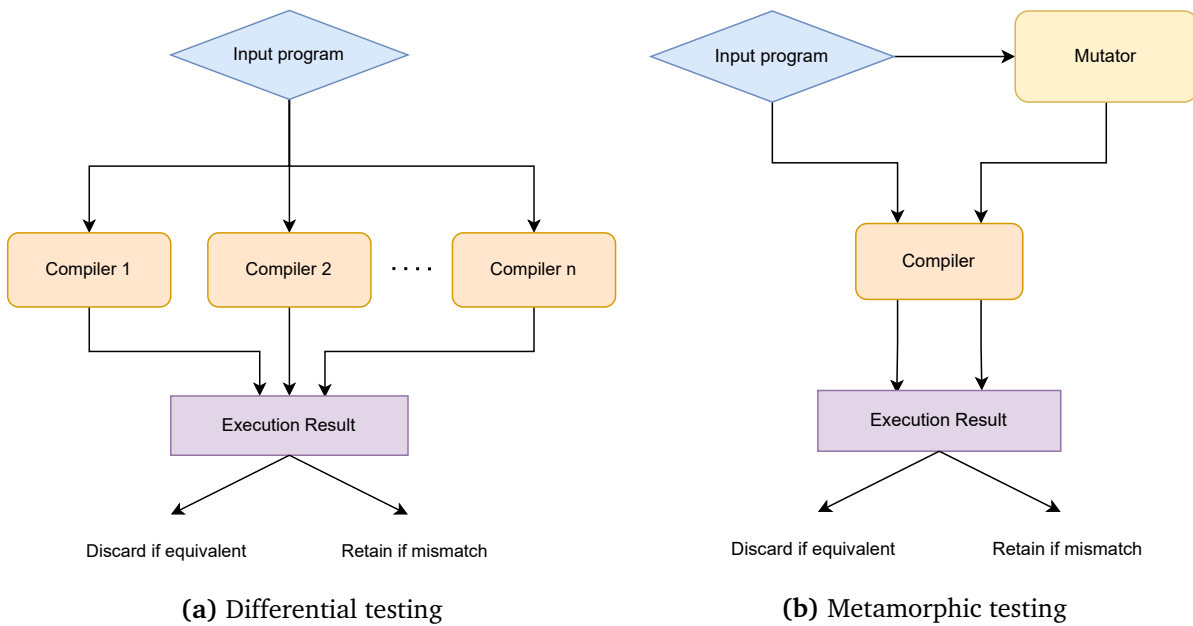 Input program
Compiler 1
Compiler 2
....
Compiler n
Execution Result
Discard if equivalent
Retain if mismatch
(a) Differential testing
Input program
Mutator
Compiler
Execution Result
Discard if equivalent
Retain if mismatch
(b) Metamorphic testing